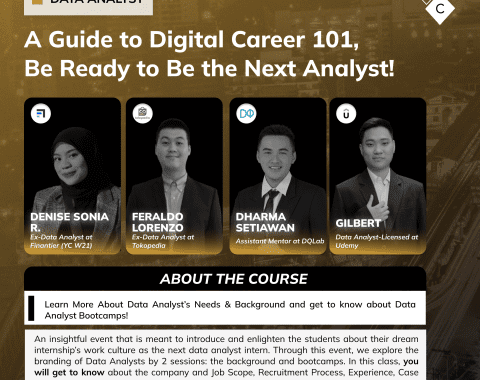 DATA ANALYST
C
A Guide to Digital Career 101,
Be Ready to Be the Next Analyst!
DENISE SONIA
R.
Ex-Data Analyst at
Finantier (YC W21)
FERALDO
LORENZO
Ex-Data Analyst at
Tokopedia
DHARMA
SETIAWAN
Assistant Mentor at DQLab
GILBERT
Data Analyst-Licensed at
Udemy
ABOUT THE COURSE
Learn More About Data Analyst's Needs & Background and get to know about Data
Analyst Bootcamps!
An insightful event that is meant to introduce and enlighten the students about their dream
internship's work culture as the next data analyst intern. Through this event, we explore the
branding of Data Analysts by 2 sessions: the background and bootcamps. In this class, you
will get to know about the company and Job Scope, Recruitment Process, Experience, Case